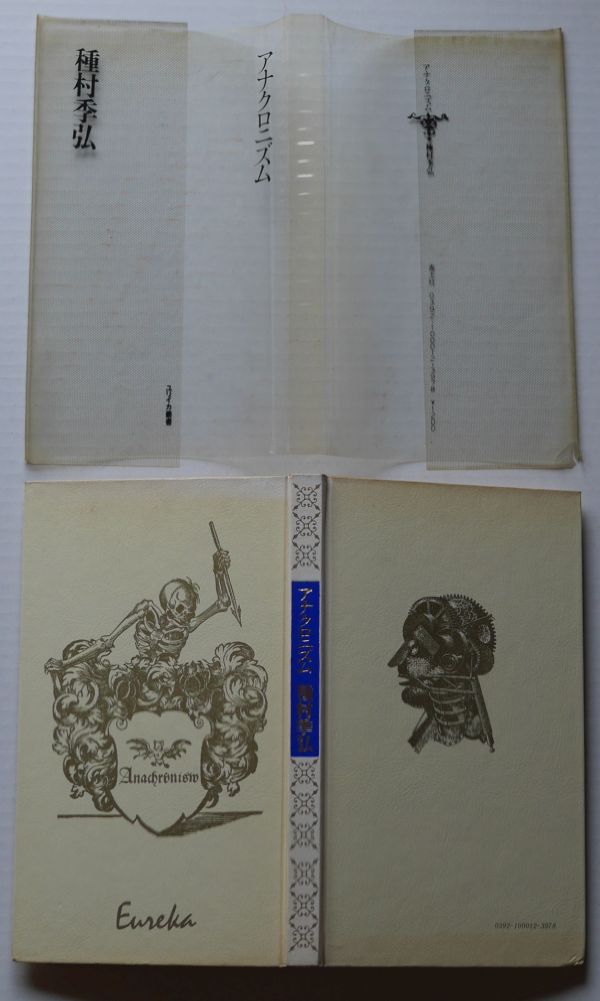 種村季弘
アナクロニズム
ユリイカ叢書
アナクロニズム
種村季弘
アナクロニズム 種村季弘
Anachronism
Eureka
0392-100012-3978